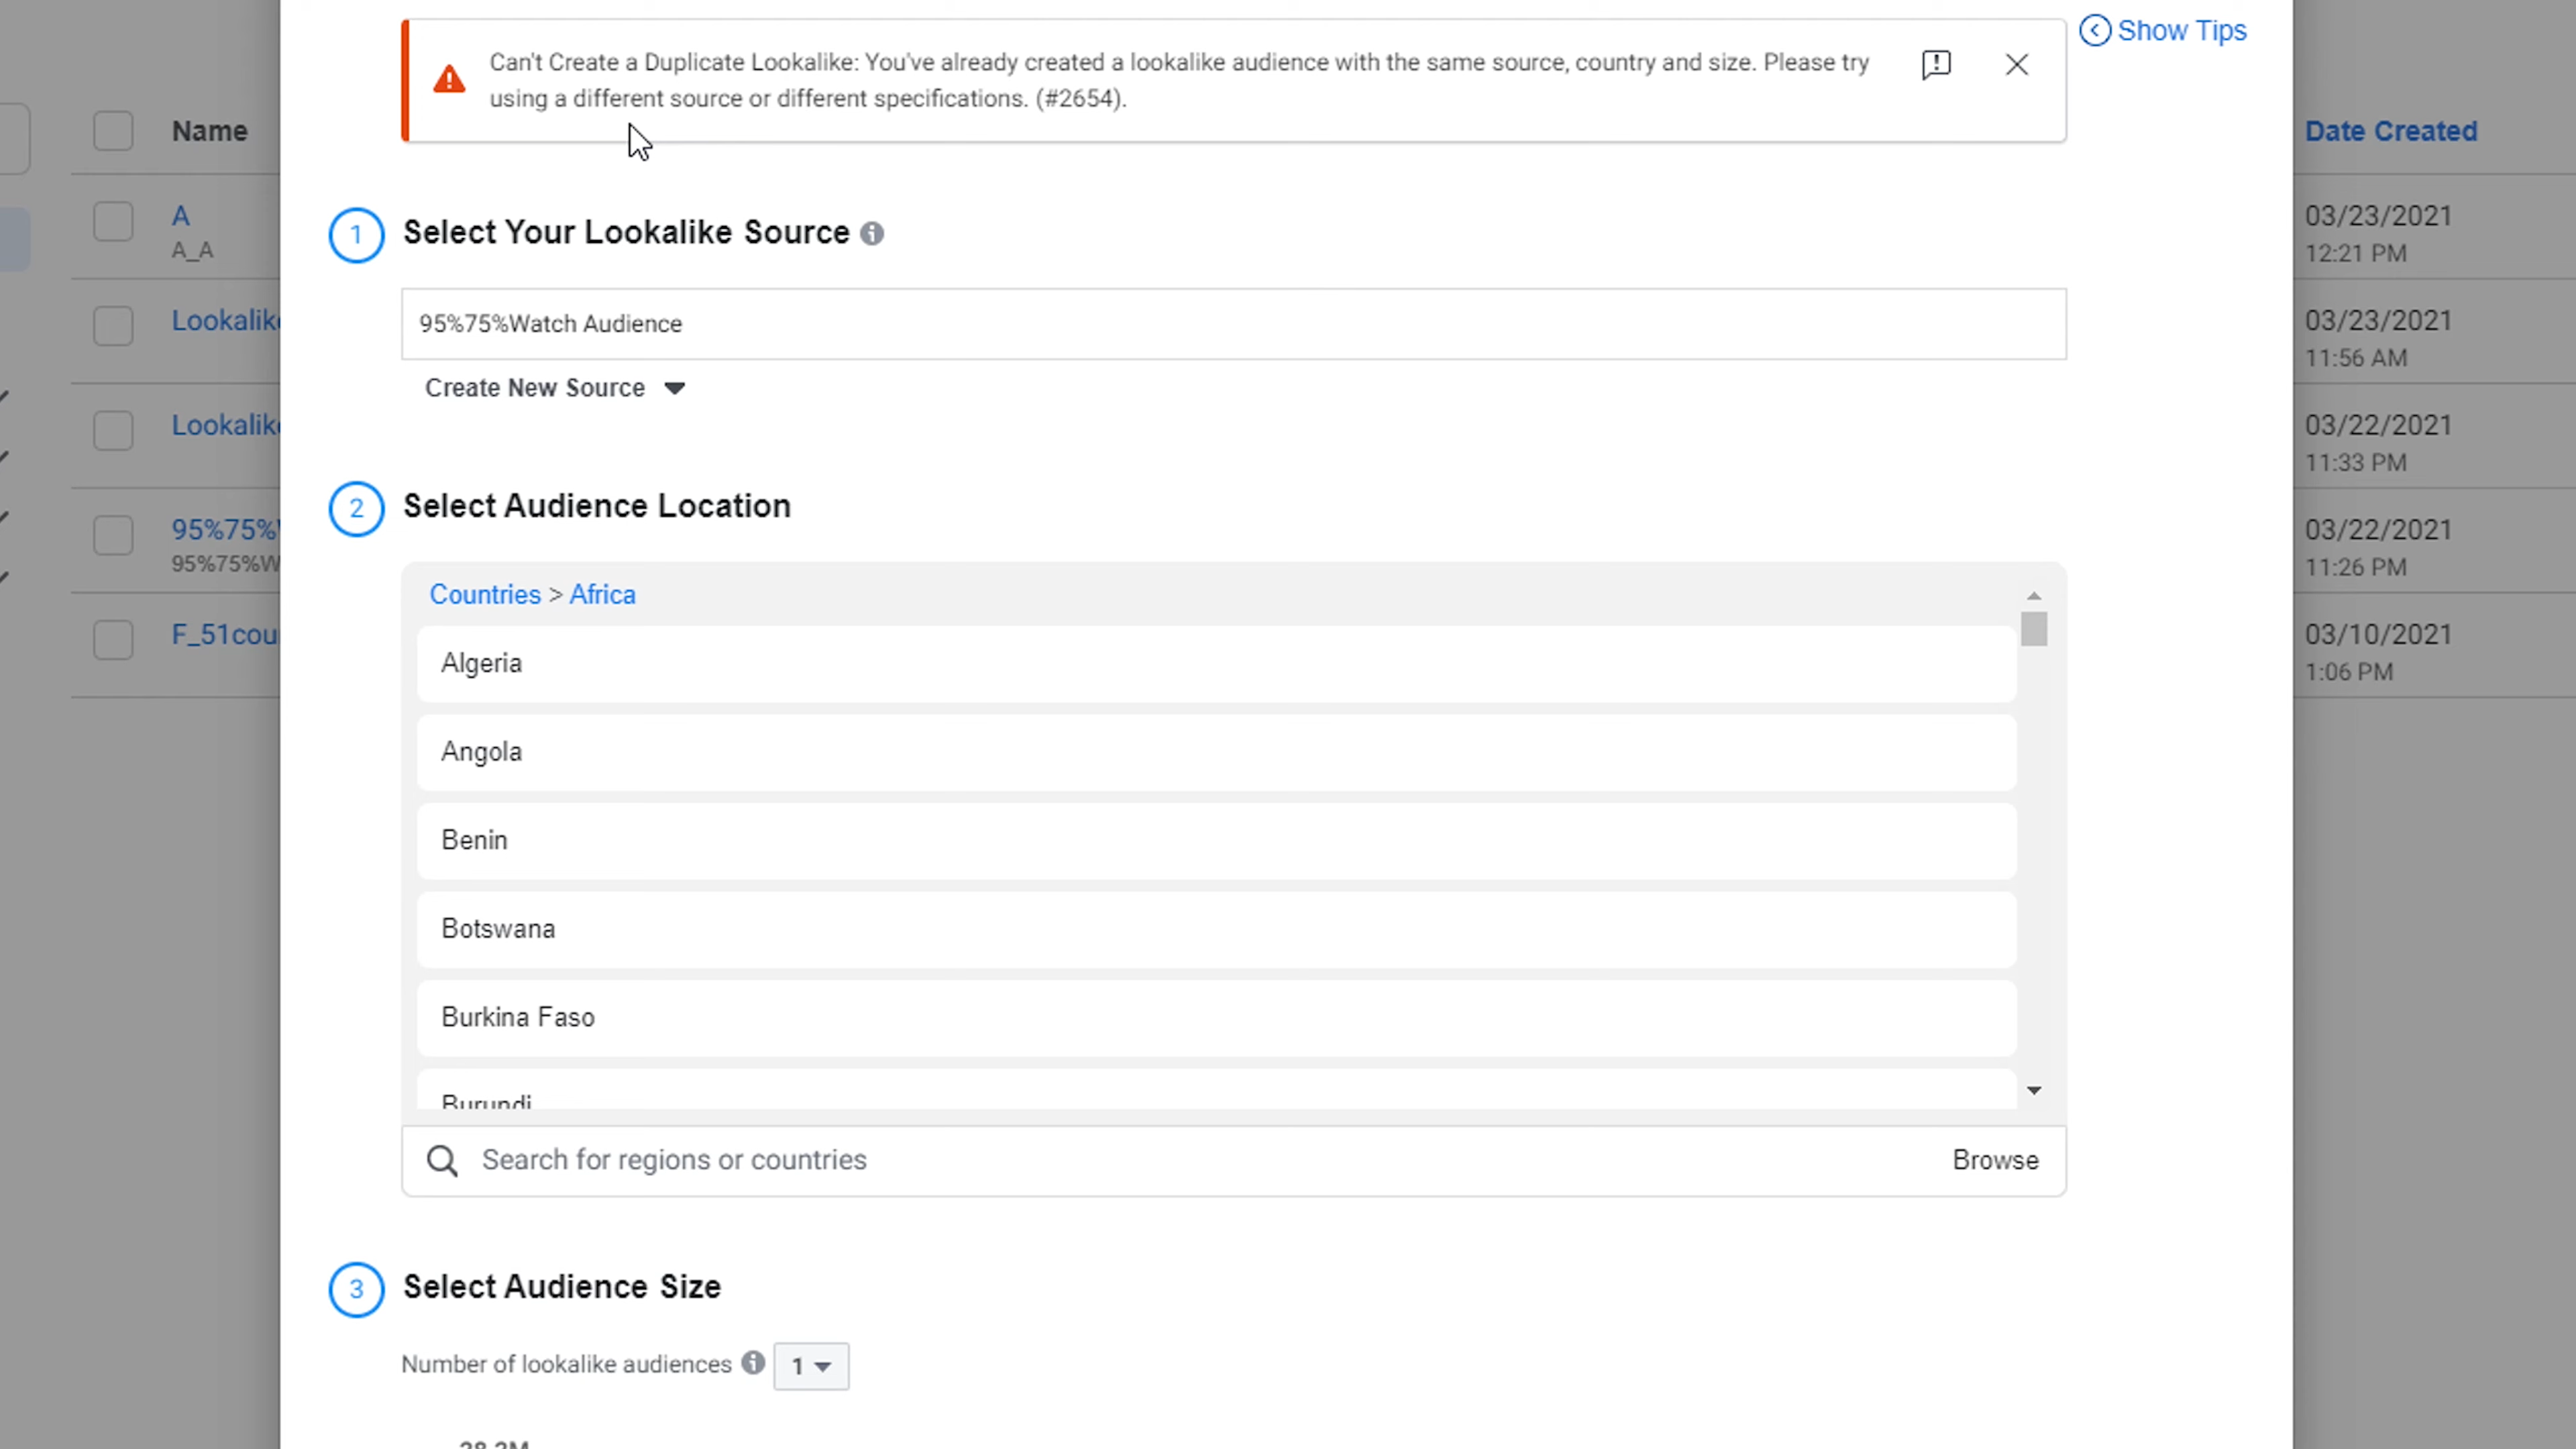 Can't Create a Duplicate Lookalike: You've already created a lookalike audience with the same source, country and size. Please try
using a different source or different specifications. (#2654).
Show Tips
Name
Date Created
A
A_A
03/23/2021
12:21 PM
Lookalik
03/23/2021
11:56 AM
Lookalik
03/22/2021
11:33 PM
95%75%
95%75%W
03/22/2021
11:26 PM
F_51cou
03/10/2021
1:06 PM
1
Select Your Lookalike Source
95%75%Watch Audience
Create New Source
2
Select Audience Location
Countries > Africa
Algeria
Angola
Benin
Botswana
Burkina Faso
Burundi
Search for regions or countries
Browse
3
Select Audience Size
Number of lookalike audiences
1